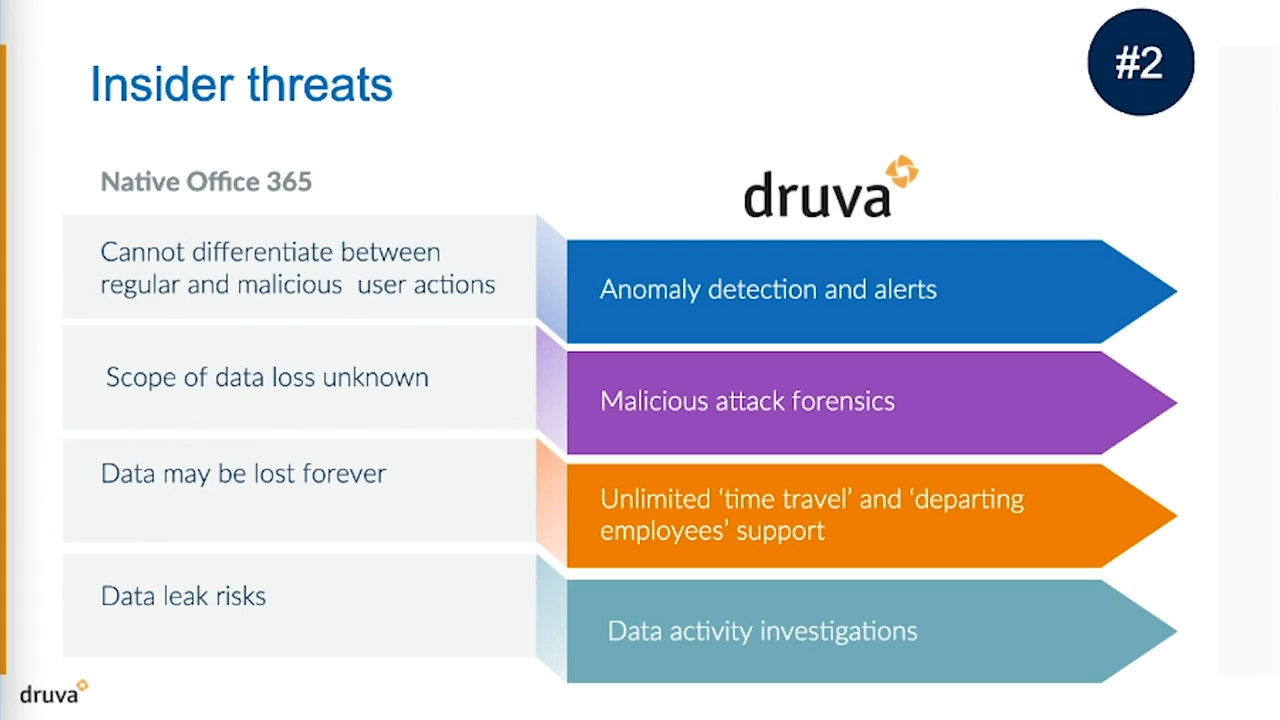 #2
Insider threats
Native Office 365
druva
Cannot differentiate between
regular and malicious user actions
Anomaly detection and alerts
Scope of data loss unknown
Malicious attack forensics
Data may be lost forever
Unlimited ‘time travel’ and ‘departing
employees’ support
Data leak risks
Data activity investigations
druva